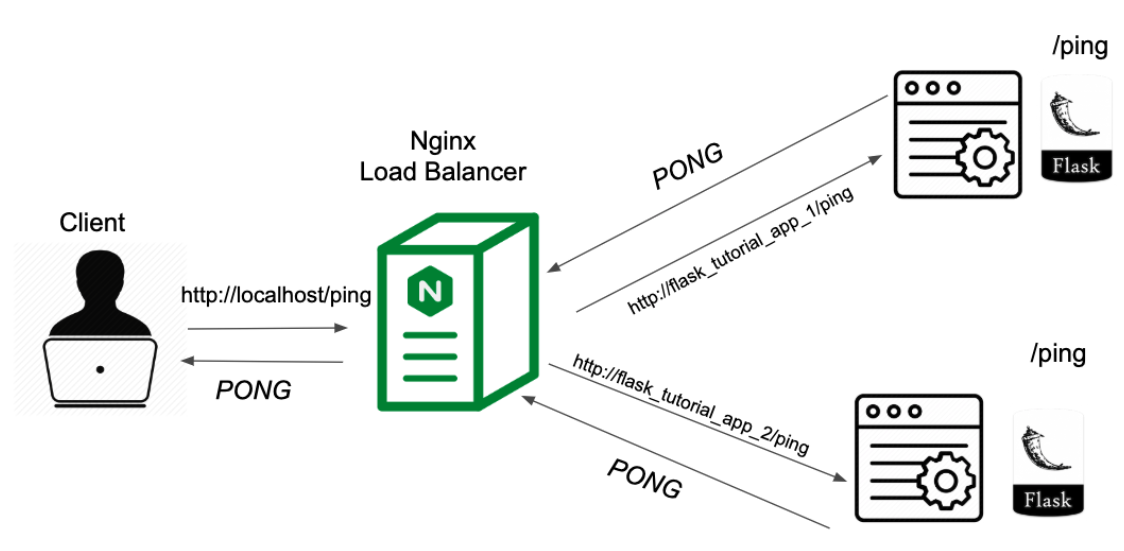 /ping
Flask
Nginx
Load Balancer
PONG
http://flask_tutorial_app_1/ping
Client
http://localhost/ping
N
PONG
/ping
http://flask_tutorial_app_2/ping
PONG
Flask